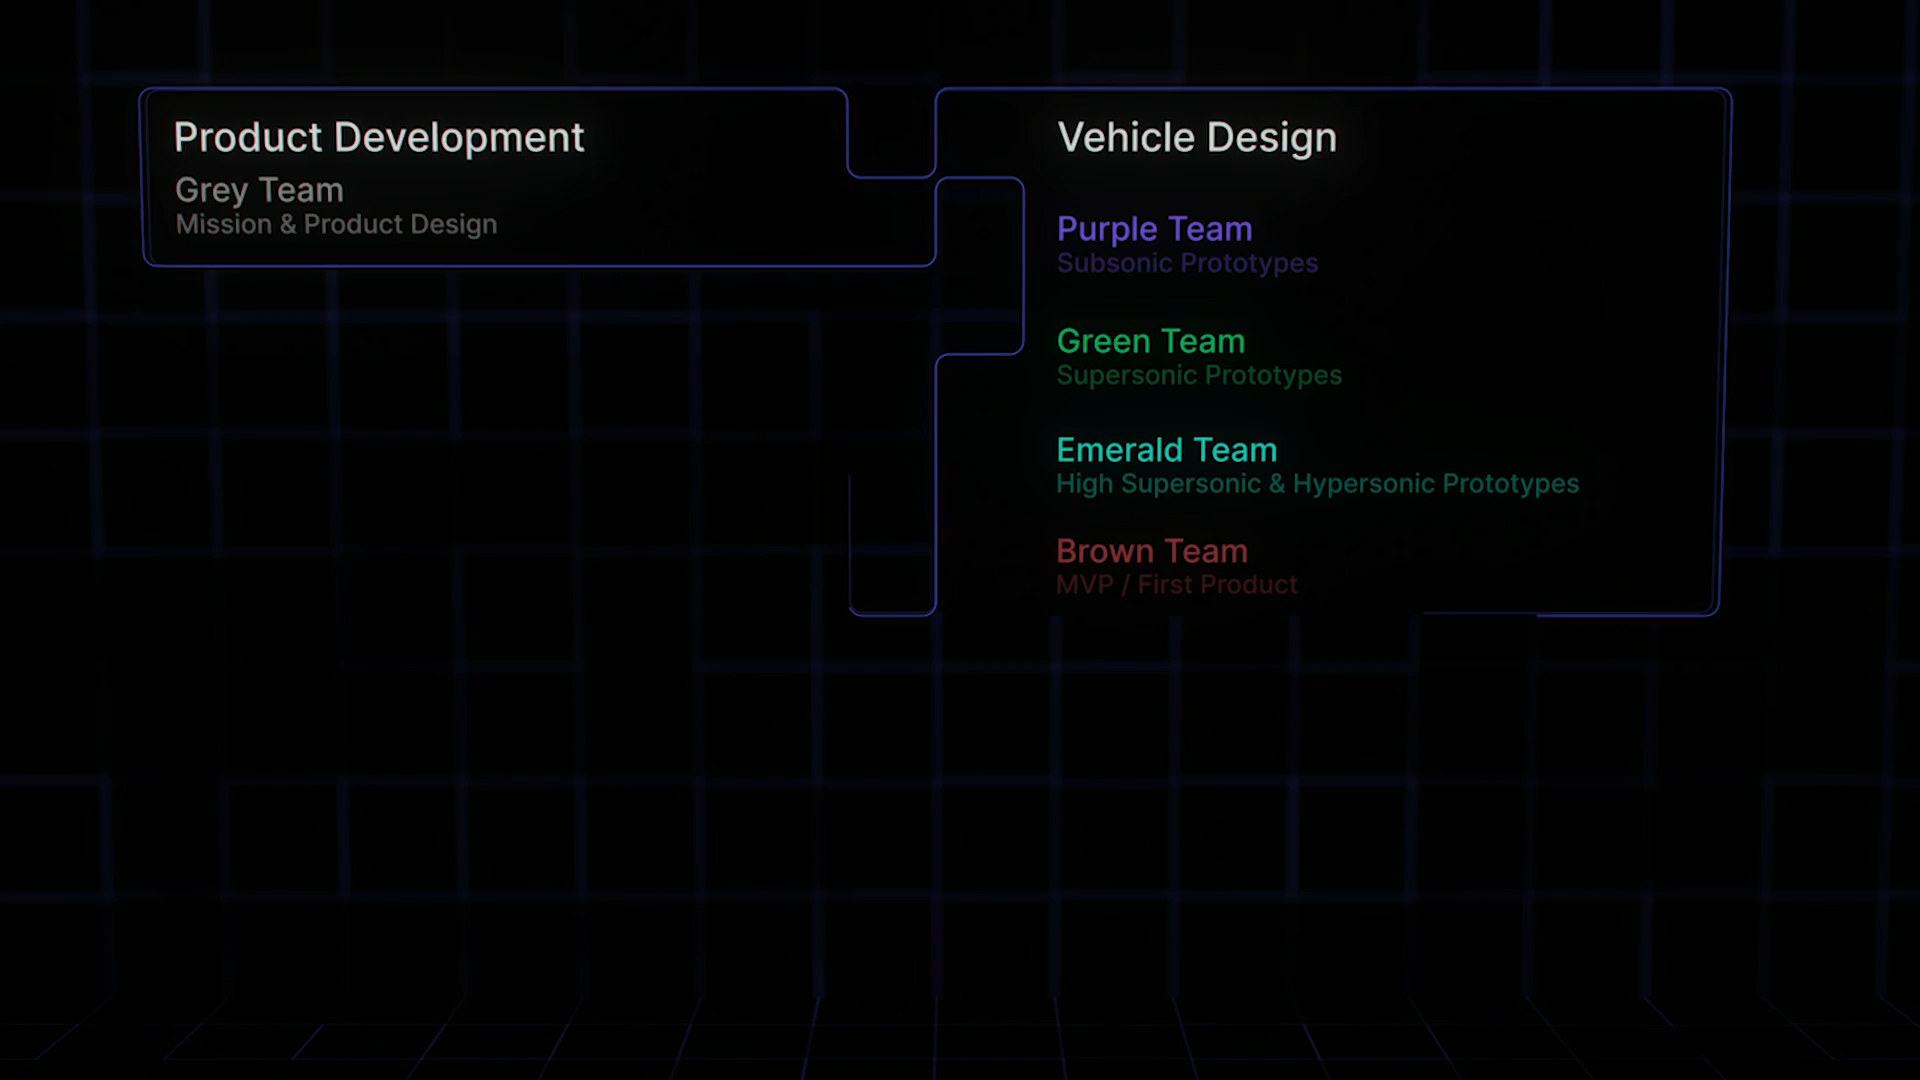 Product Development
Grey Team
Mission & Product Design
Vehicle Design
Purple Team
Subsonic Prototypes
Green Team
Supersonic Prototypes
Emerald Team
High Supersonic & Hypersonic Prototypes
Brown Team
MVP / First Product